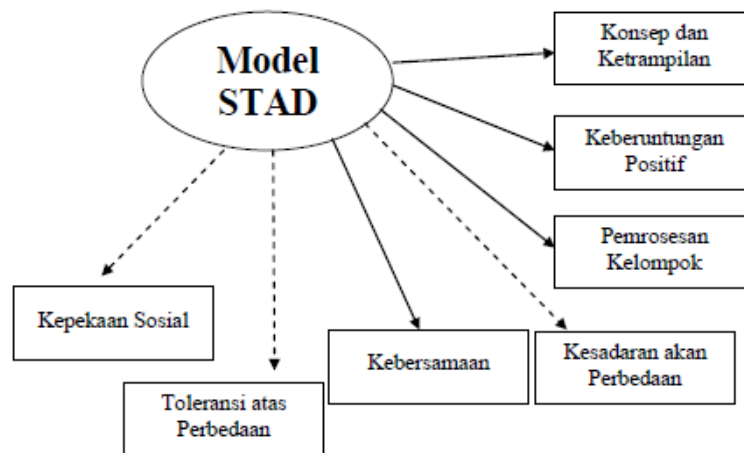 Model
STAD
Konsep dan
Ketrampilan
Keberuntungan
Positif
Pemrosesan
Kelompok
Kepekaan Sosial
Toleransi atas
Perbedaan
Kebersamaan
Kesadaran akan
Perbedaan